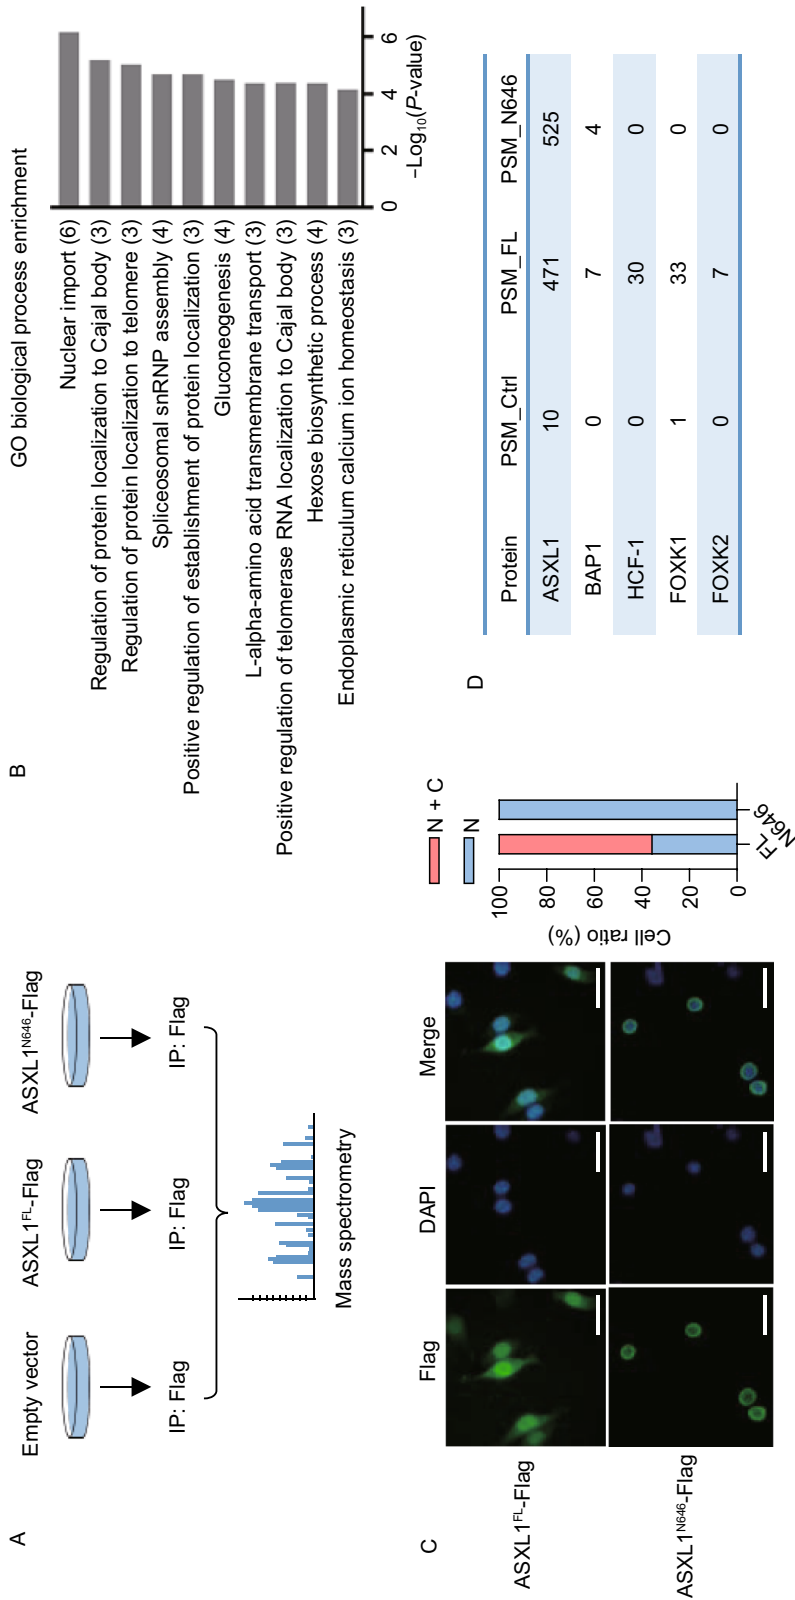 A
Empty vector
ASXL1FL-Flag
ASXL1N646-Flag
IP: Flag
IP: Flag
IP: Flag
Mass spectrometry
B
GO biological process enrichment
Nuclear import (6)
Regulation of protein localization to Cajal body (3)
Regulation of protein localization to telomere (3)
Spliceosomal snRNP assembly (4)
Positive regulation of establishment of protein localization (3)
Gluconeogenesis (4)
L-alpha-amino acid transmembrane transport (3)
Positive regulation of telomerase RNA localization to Cajal body (3)
Hexose biosynthetic process (4)
Endoplasmic reticulum calcium ion homeostasis (3)
0 2 4 6
−Log10(P-value)
C
Flag DAPI Merge
ASXL1FL-Flag
ASXL1N646-Flag
N + C
N
Cell ratio (%)
100
80
60
40
20
0
FL
N646
D
Protein PSM_Ctrl PSM_FL PSM_N646
ASXL1 10 471 525
BAP1 0 7 4
HCF-1 0 30 0
FOXK1 1 33 0
FOXK2 0 7 0